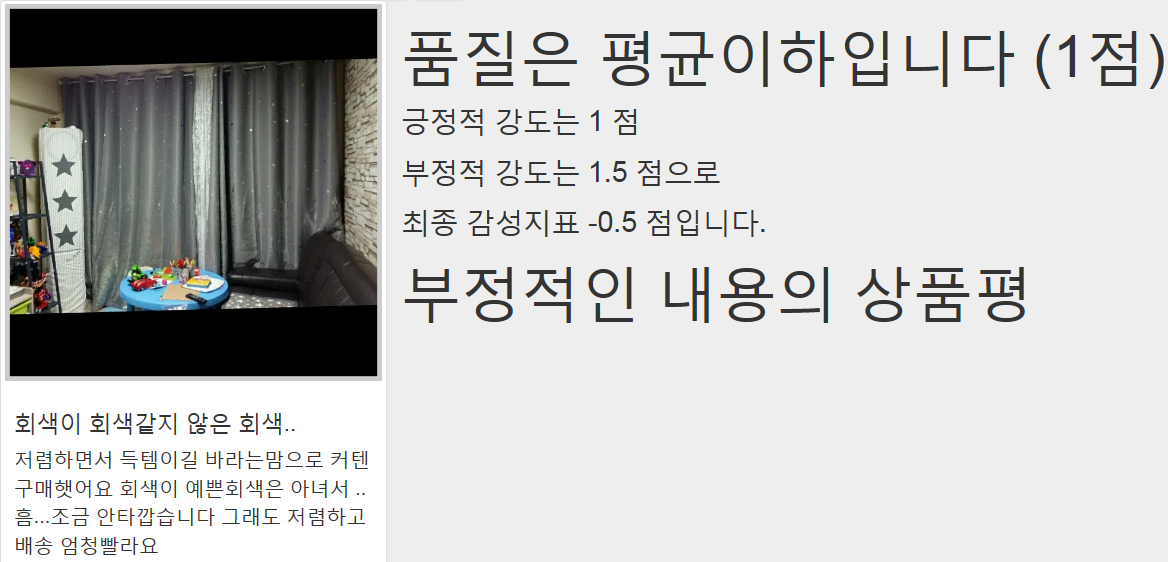 품질은 평균이하입니다 (1점)
긍정적 강도는 1 점
부정적 강도는 1.5 점으로
최종 감성지표 -0.5 점입니다.
부정적인 내용의 상품평
회색이 회색같지 않은 회색..
저렴하면서 득템이길 바라는맘으로 커텐
구매햇어요 회색이 예쁜회색은 아녀서 ..
흠...조금 안타깝습니다 그래도 저렴하고
배송 엄청빨라요